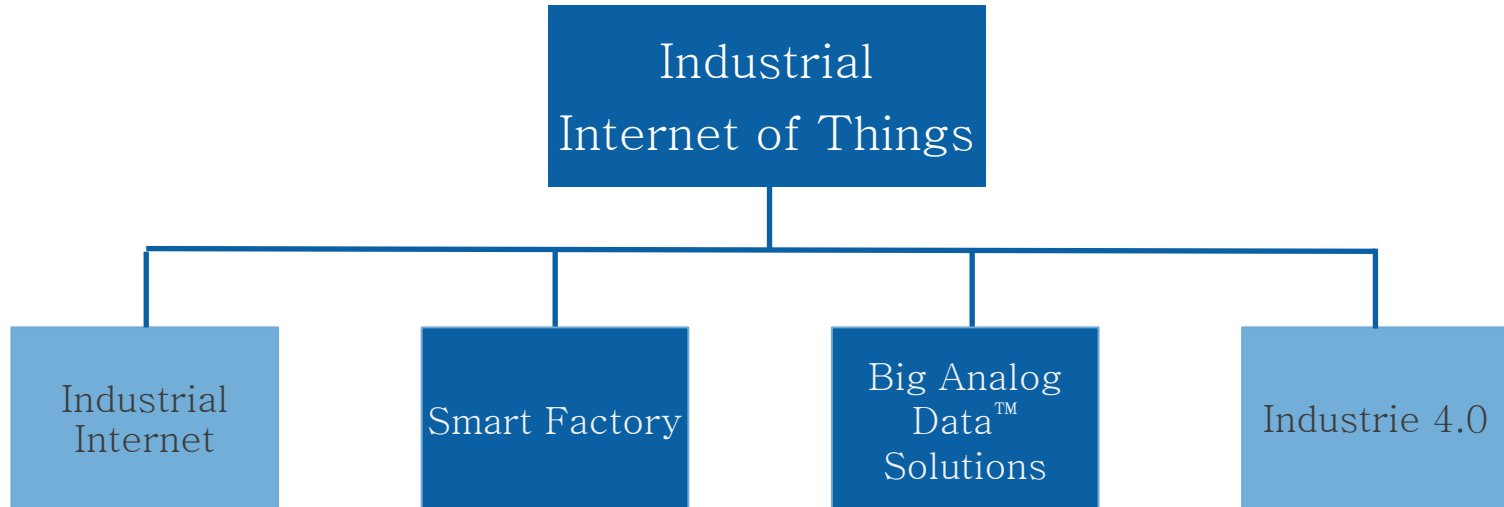 Industrial
Internet of Things
Industrial
Internet
Smart Factory
Big Analog
Data™
Solutions
Industrie 4.0